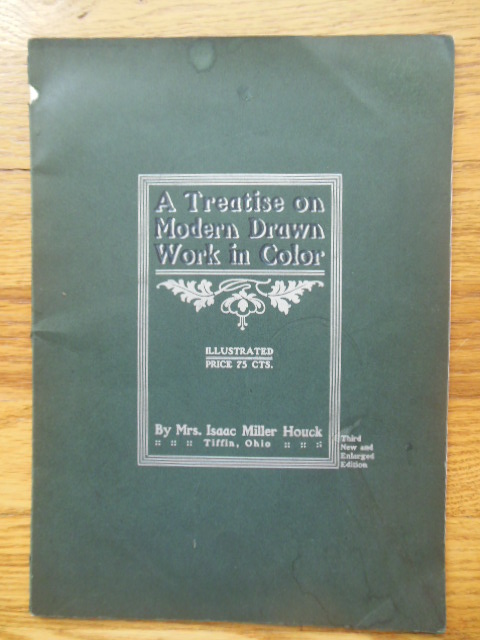 A Treatise on
Modern Drawn
Work in Color
ILLUSTRATED
PRICE 75 CTS.
By Mrs. Isaac Miller Houck
Tiffin, Ohio
Third
New and
Enlarged
Edition